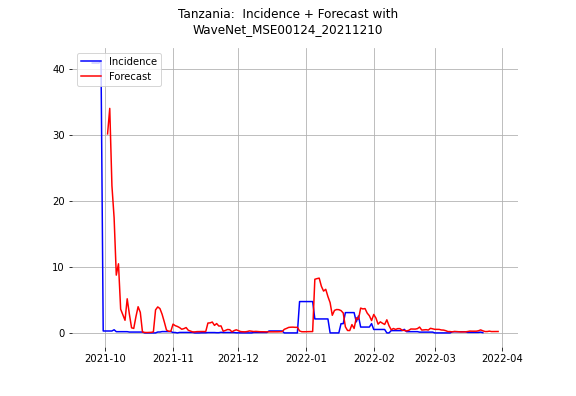 Tanzania:  Incidence + Forecast with
WaveNet_MSE00124_20211210
Incidence
Forecast
40
30
20
10
0
2021-10 2021-11 2021-12 2022-01 2022-02 2022-03 2022-04